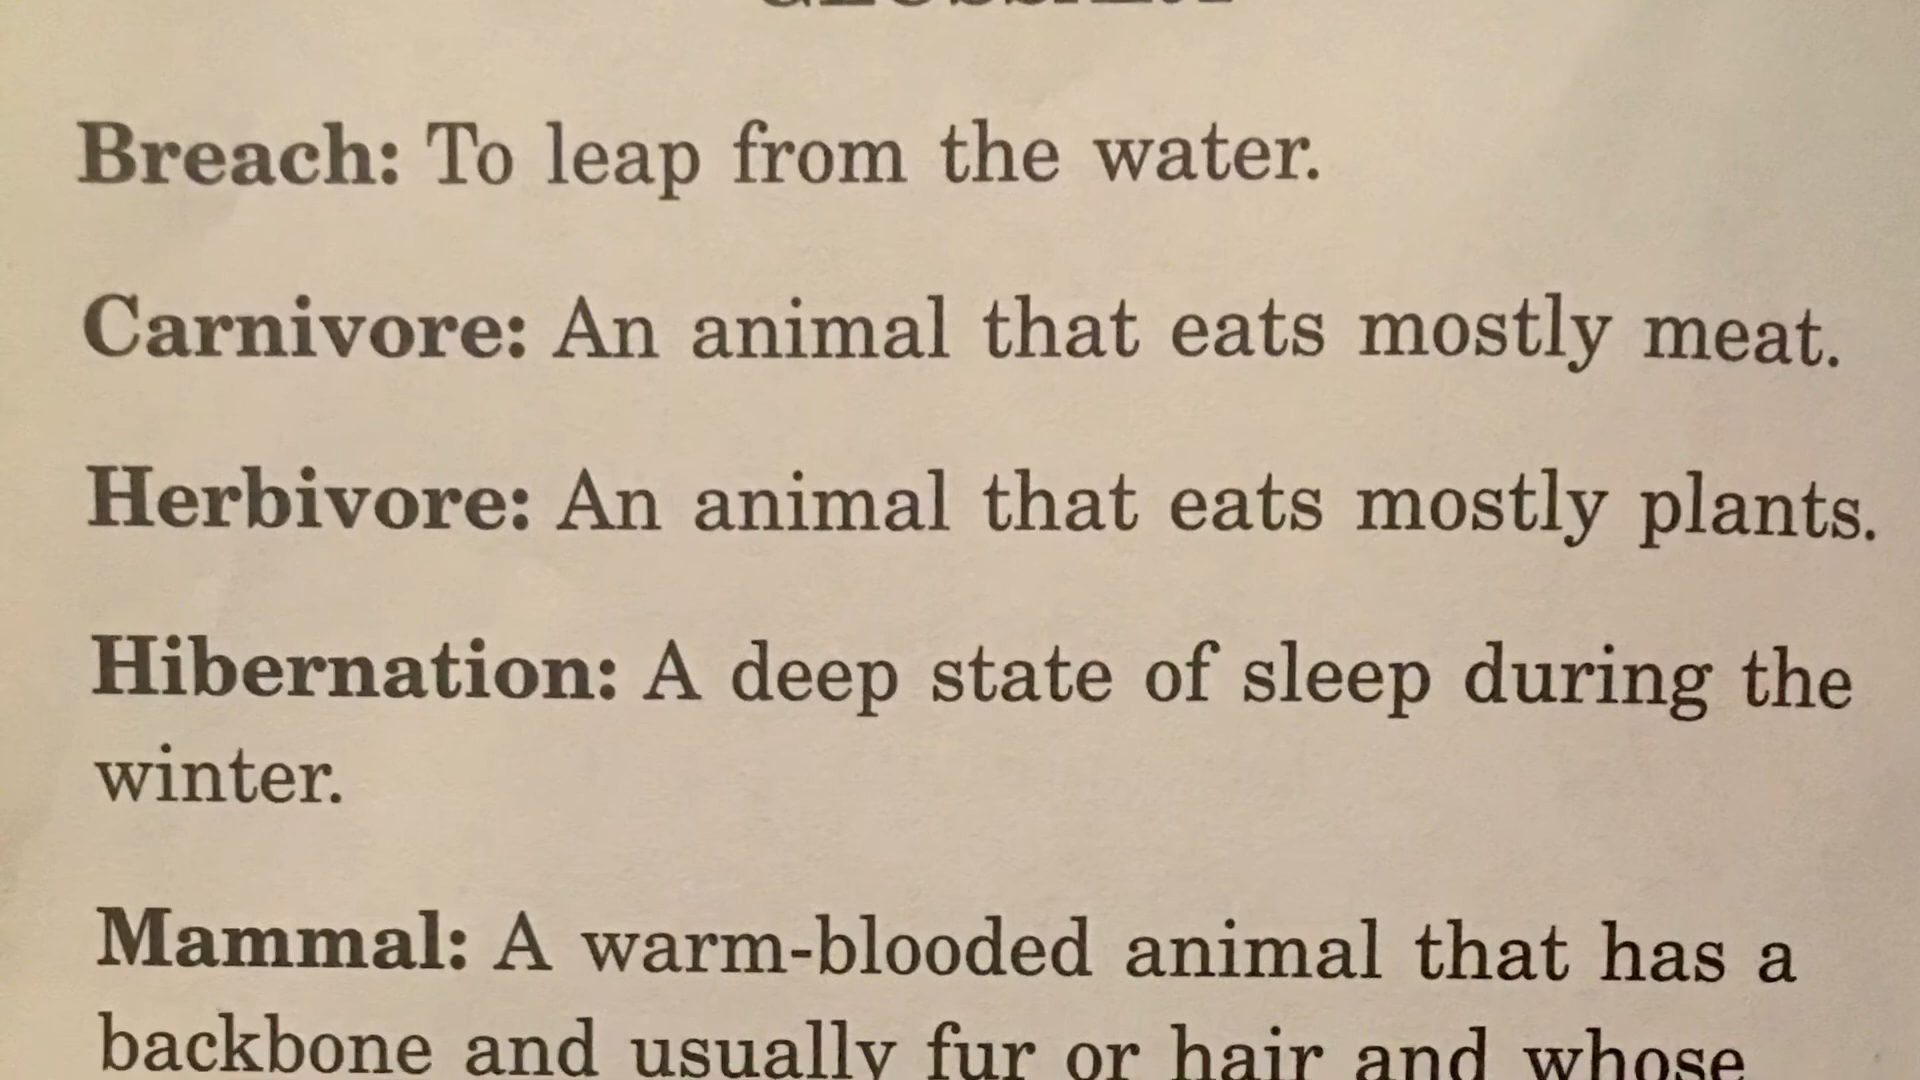 Breach: To leap from the water.
Carnivore: An animal that eats mostly meat.
Herbivore: An animal that eats mostly plants.
Hibernation: A deep state of sleep during the
winter.
Mammal: A warm-blooded animal that has a
backbone and usually fur or hair and whose